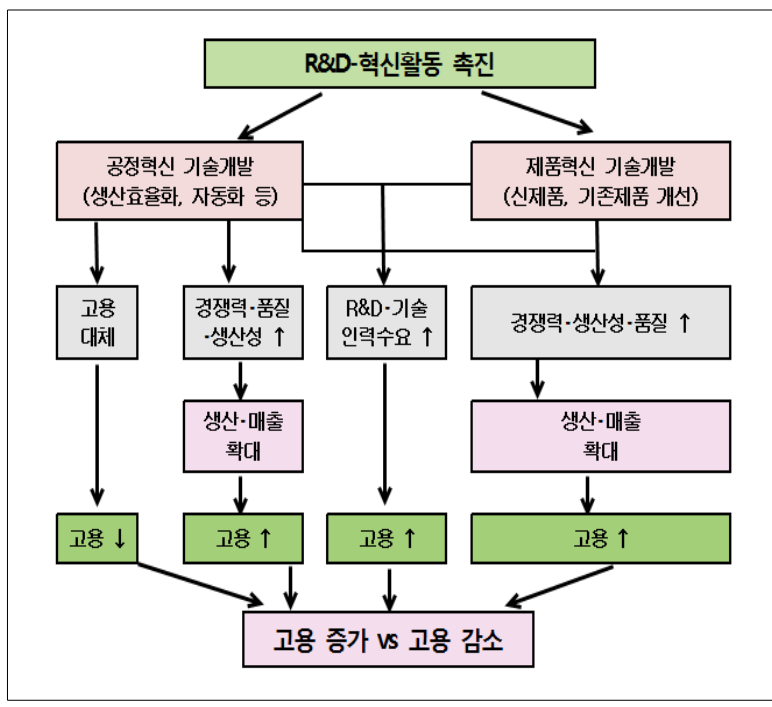 R&D-혁신활동 촉진
공정혁신 기술개발
(생산효율화, 자동화 등)
제품혁신 기술개발
(신제품, 기존제품 개선)
고용
대체
경쟁력·품질
·생산성 ↑
R&D·기술
인력수요 ↑
경쟁력·생산성·품질 ↑
생산·매출
확대
생산·매출
확대
고용 ↓
고용 ↑
고용 ↑
고용 ↑
고용 증가 vs 고용 감소